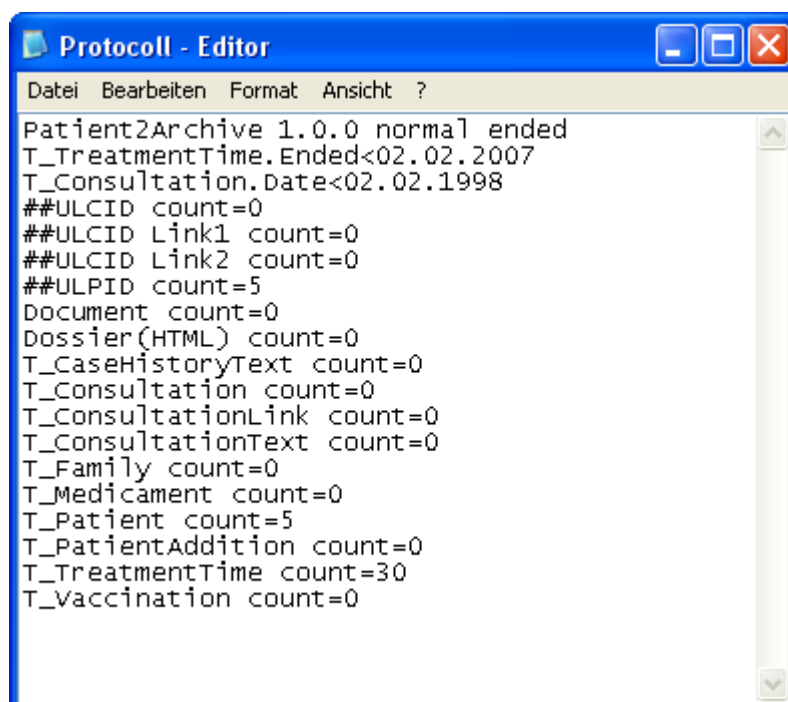 Protocoll - Editor
Datei Bearbeiten Format Ansicht ?
Patient2Archive 1.0.0 normal ended
T_TreatmentTime.Ended<02.02.2007
T_Consultation.Date<02.02.1998
##ULCID count=0
##ULCID Link1 count=0
##ULCID Link2 count=0
##ULPID count=5
Document count=0
Dossier(HTML) count=0
T_CaseHistoryText count=0
T_Consultation count=0
T_ConsultationLink count=0
T_ConsultationText count=0
T_Family count=0
T_Medicament count=0
T_Patient count=5
T_PatientAddition count=0
T_TreatmentTime count=30
T_Vaccination count=0